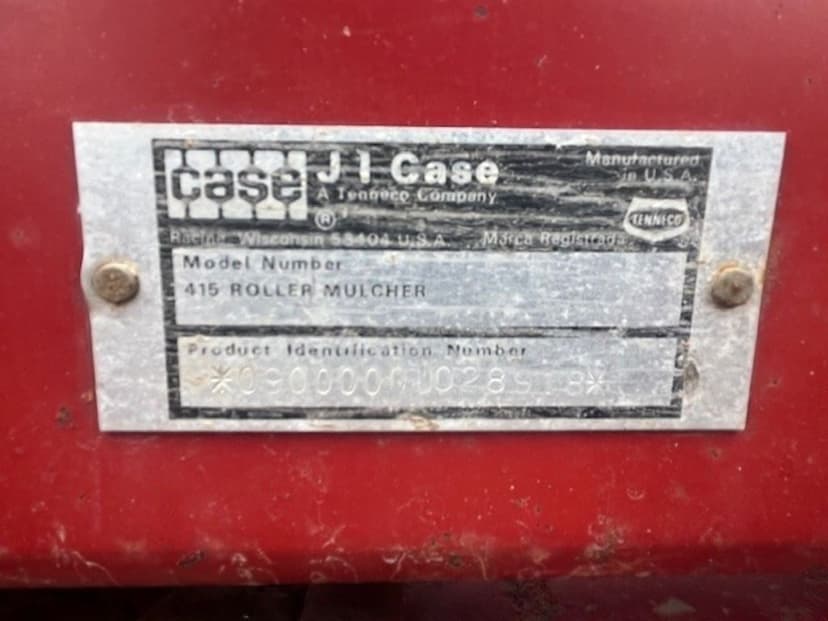 case
J I Case
A Tenneco Company
®
Manufactured
in U.S.A.
TENNECO
Racine Wisconsin 53404 U.S.A. Marca Registrada
Model Number
415 ROLLER MULCHER
Product Identification Number